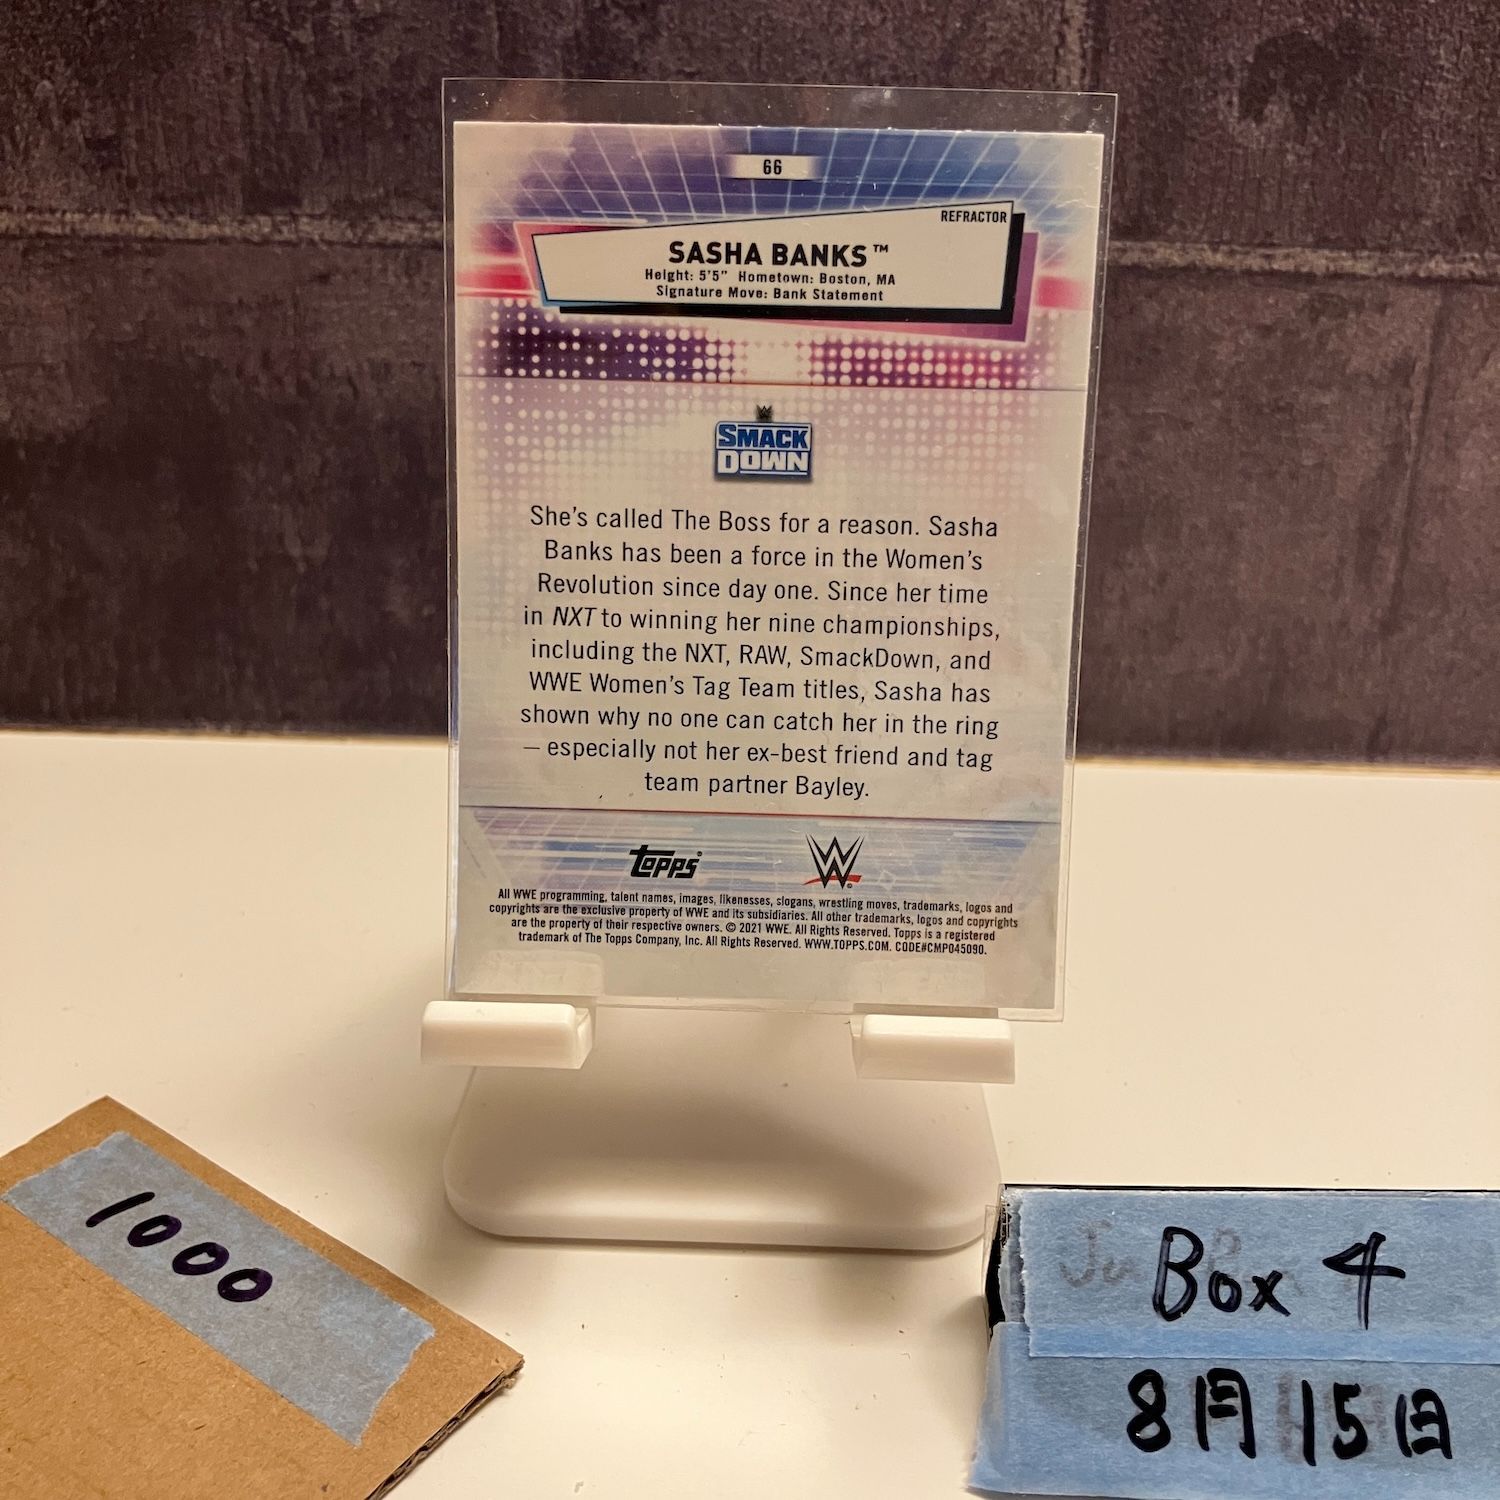 66
REFRACTOR
SASHA BANKS™
Height: 5'5" Hometown: Boston, MA
Signature Move: Bank Statement
SMACK
DOWN
She's called The Boss for a reason. Sasha
Banks has been a force in the Women's
Revolution since day one. Since her time
in NXT to winning her nine championships,
including the NXT, RAW, SmackDown, and
WWE Women's Tag Team titles, Sasha has
shown why no one can catch her in the ring
— especially not her ex-best friend and tag
team partner Bayley.
Topps® W®
All WWE programming, talent names, images, likenesses, slogans, wrestling moves, trademarks, logos and
copyrights are the exclusive property of WWE and its subsidiaries. All other trademarks, logos and copyrights
are the property of their respective owners. © 2021 WWE. All Rights Reserved. Topps is a registered
trademark of The Topps Company, Inc. All Rights Reserved. WWW.TOPPS.COM. CODE#CMP045090.
1000
Box 4
8月15日